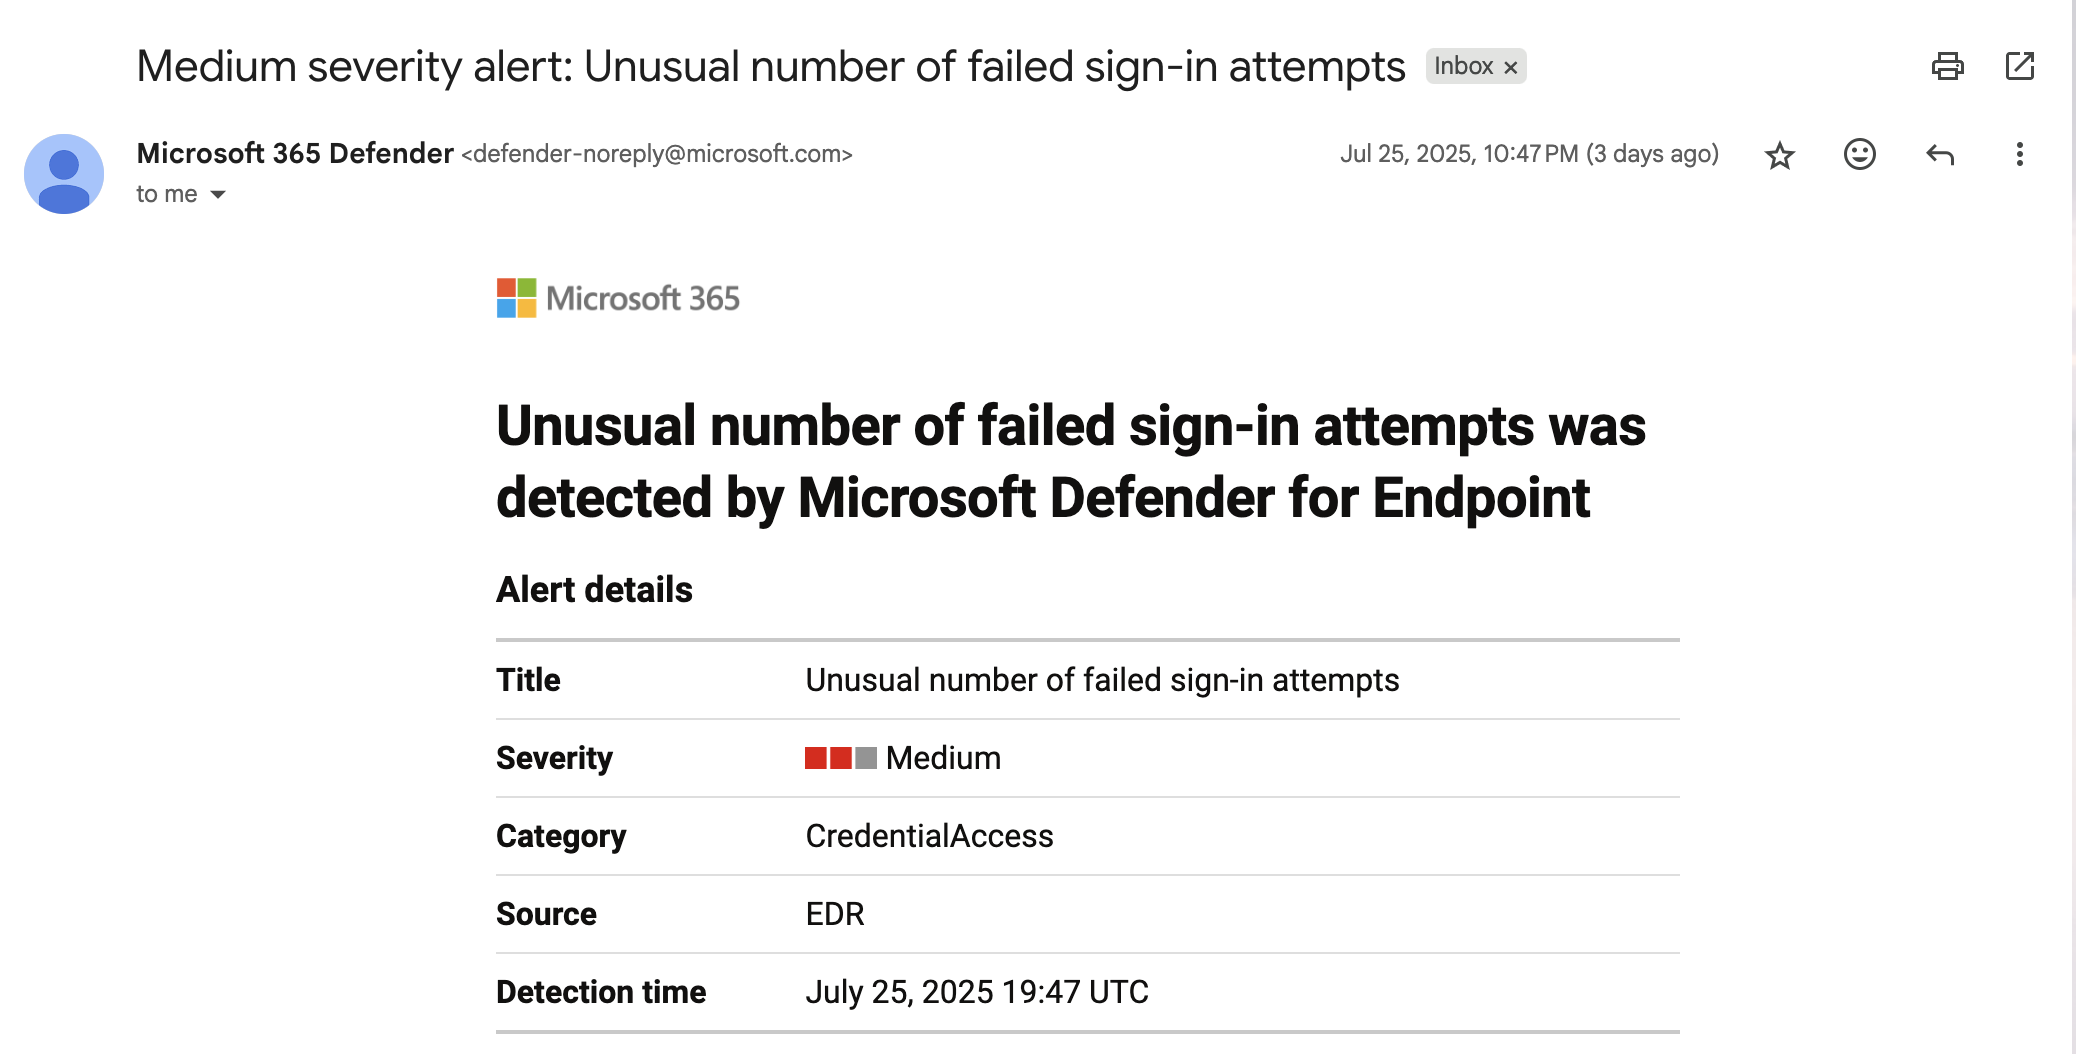 Medium severity alert: Unusual number of failed sign-in attempts Inbox ×
Microsoft 365 Defender <defender-noreply@microsoft.com> Jul 25, 2025, 10:47 PM (3 days ago)
to me
Microsoft 365
Unusual number of failed sign-in attempts was
detected by Microsoft Defender for Endpoint
Alert details
Title Unusual number of failed sign-in attempts
Severity Medium
Category CredentialAccess
Source EDR
Detection time July 25, 2025 19:47 UTC